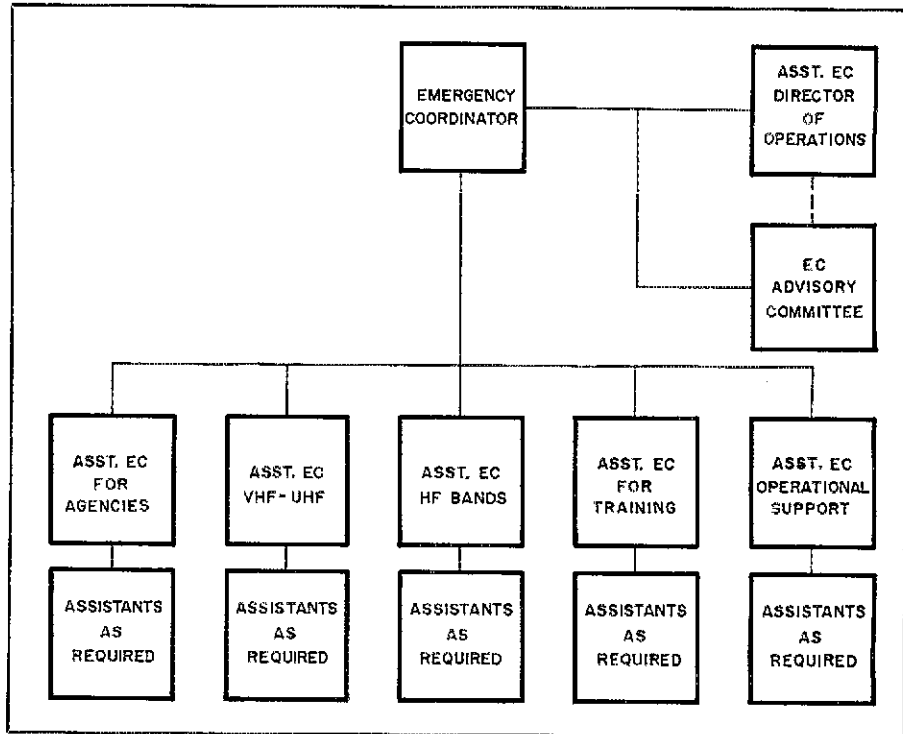 EMERGENCY
COORDINATOR
ASST. EC
DIRECTOR
OF
OPERATIONS
EC
ADVISORY
COMMITTEE
ASST. EC
FOR
AGENCIES
ASST. EC
VHF-UHF
ASST. EC
HF BANDS
ASST. EC
FOR
TRAINING
ASST. EC
OPERATIONAL
SUPPORT
ASSISTANTS
AS
REQUIRED
ASSISTANTS
AS
REQUIRED
ASSISTANTS
AS
REQUIRED
ASSISTANTS
AS
REQUIRED
ASSISTANTS
AS
REQUIRED